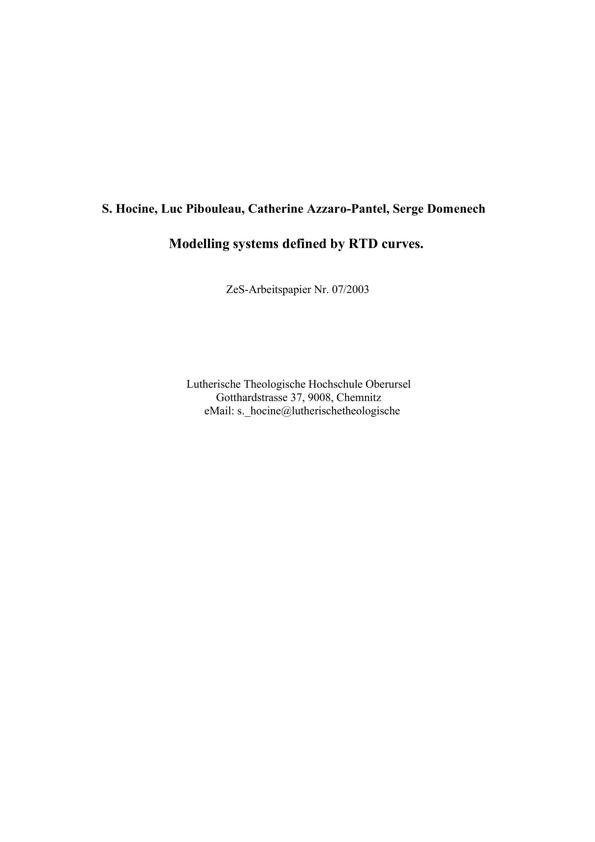 S. Hocine, Luc Pibouleau, Catherine Azzaro-Pantel, Serge Domenech
Modelling systems defined by RTD curves.
ZeS-Arbeitspapier Nr. 07/2003
Lutherische Theologische Hochschule Oberursel
Gotthardstrasse 37, 9008, Chemnitz
eMail: s._hocine@lutherischetheologische